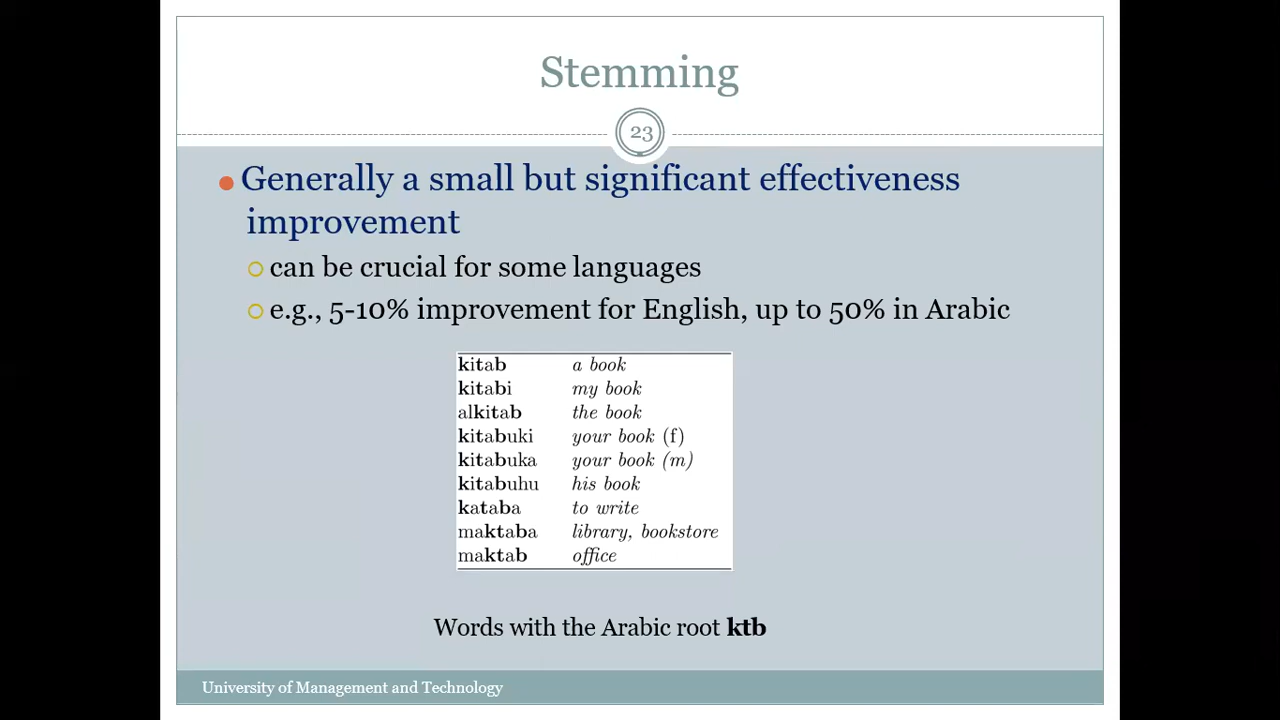 Stemming
23
Generally a small but significant effectiveness
improvement
can be crucial for some languages
e.g., 5-10% improvement for English, up to 50% in Arabic
kitab a book
kitabi my book
alkitab the book
kitabuki your book (f)
kitabuka your book (m)
kitabuhu his book
kataba to write
maktaba library, bookstore
maktab office
Words with the Arabic root ktb
University of Management and Technology